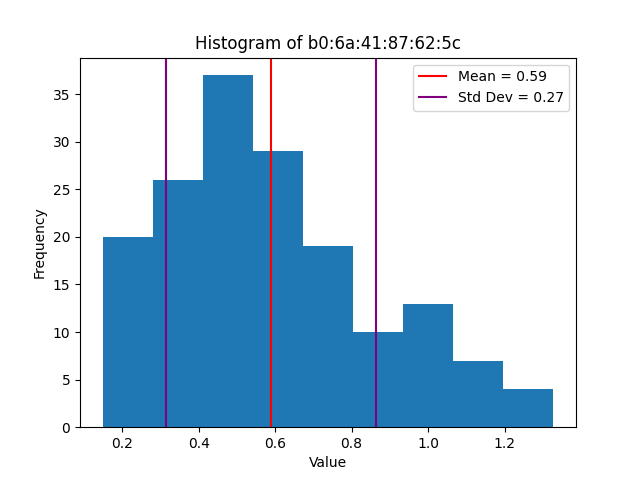 Histogram of b0:6a:41:87:62:5c
Mean = 0.59
Std Dev = 0.27
35
30
25
20
15
10
5
0
Frequency
0.2 0.4 0.6 0.8 1.0 1.2
Value